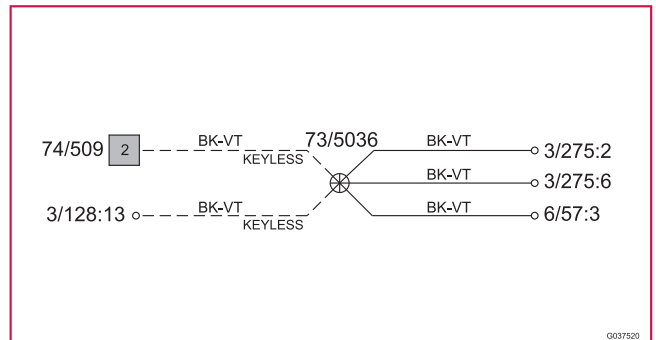 73/5036
74/509 2 BK-VT KEYLESS BK-VT 3/275:2
BK-VT 3/275:6
3/128:13 BK-VT KEYLESS BK-VT 6/57:3
G037520